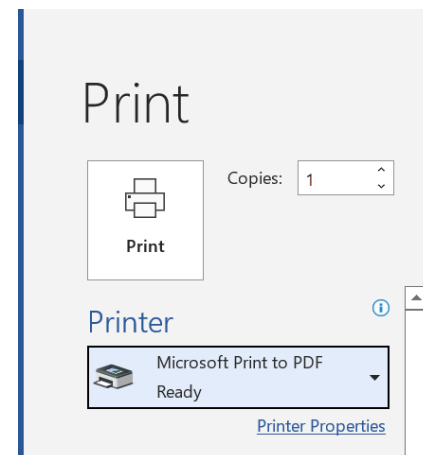 Print
Copies: 1
Print
Printer
Microsoft Print to PDF
Ready
Printer Properties